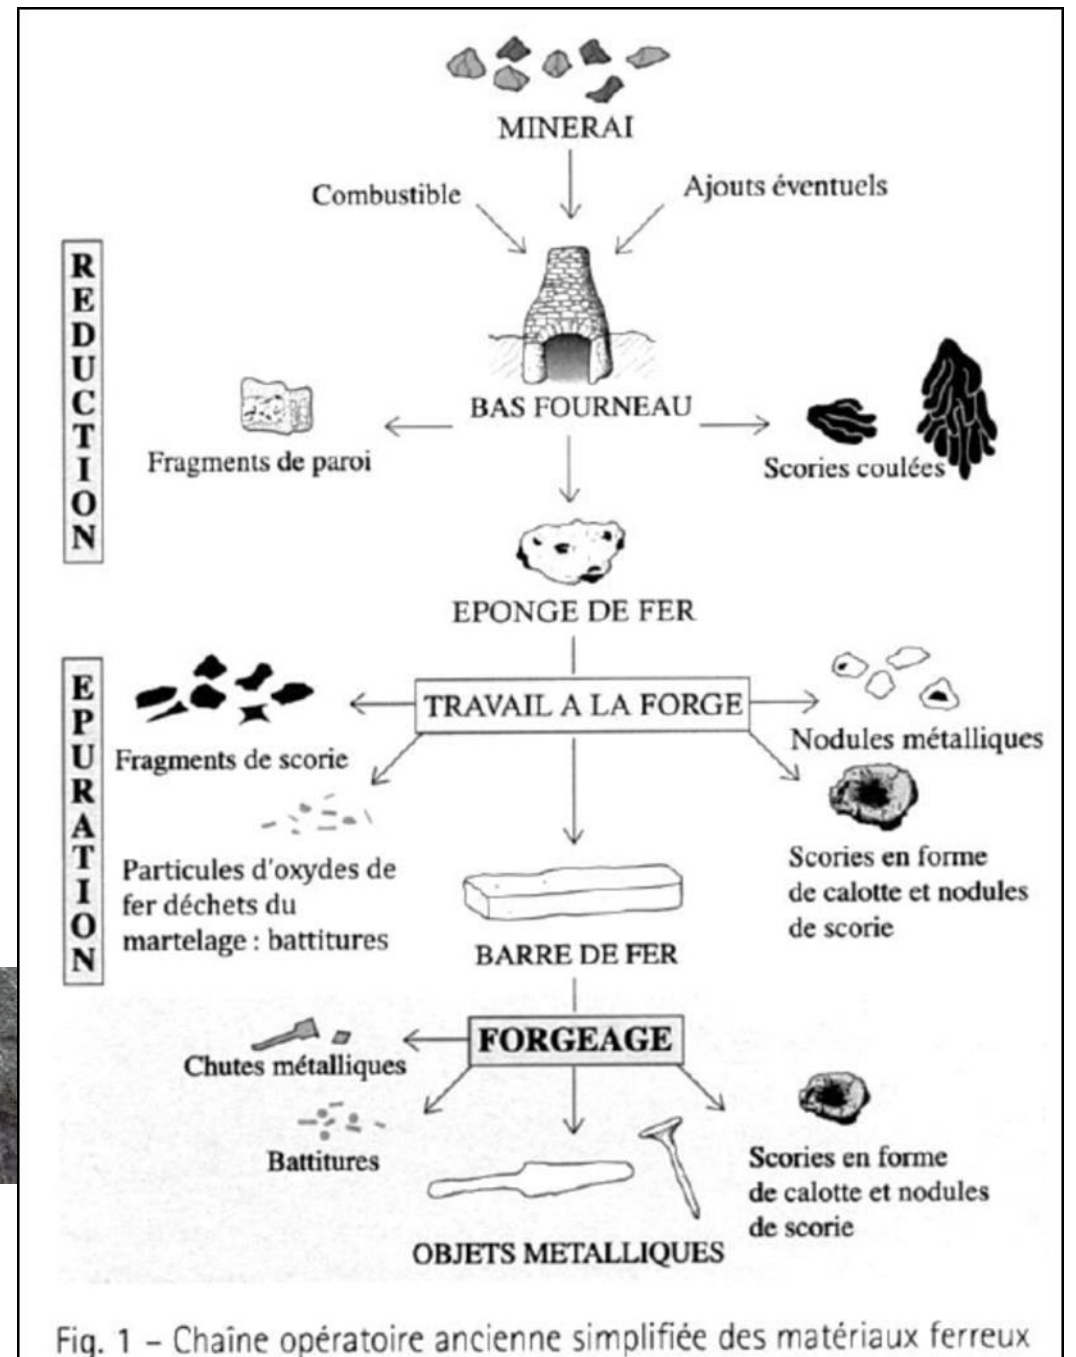 MINERAI
Combustible
Ajouts éventuels
REDUCTION
BAS FOURNEAU
Fragments de paroi
Scories coulées
EPONGE DE FER
EPURATION
TRAVAIL A LA FORGE
Fragments de scorie
Nodules métalliques
Particules d'oxydes de
fer déchets du
martelage : battitures
Scories en forme
de calotte et nodules
de scorie
BARRE DE FER
FORGEAGE
Chutes métalliques
Battitures
Scories en forme
de calotte et nodules
de scorie
OBJETS METALLIQUES
Fig. 1 – Chaîne opératoire ancienne simplifiée des matériaux ferreux